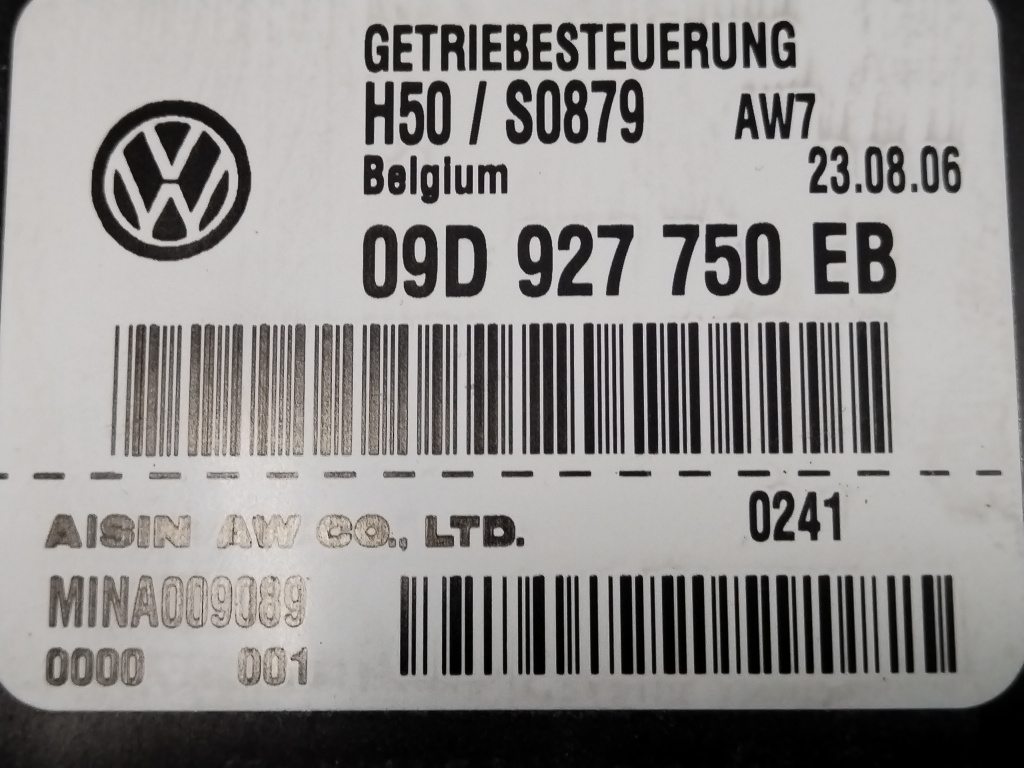 GETRIEBESTEUERUNG
H50 / S0879 AW7
Belgium 23.08.06
09D 927 750 EB
AISIN AW CO., LTD. 0241
MINA009089
0000 001